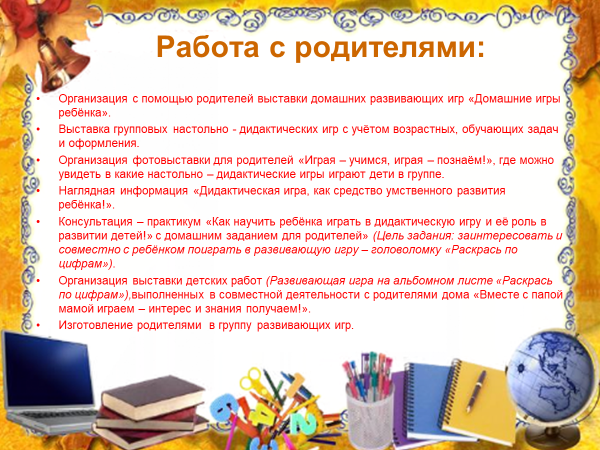 Работа с родителями:
• Организация с помощью родителей выставки домашних развивающих игр «Домашние игры
ребёнка».
• Выставка групповых настольно - дидактических игр с учётом возрастных, обучающих задач
и оформления.
• Организация фотовыставки для родителей «Играя – учимся, играя – познаём!», где можно
увидеть в какие настольно – дидактические игры играют дети в группе.
• Наглядная информация «Дидактическая игра, как средство умственного развития
ребёнка!».
• Консультация – практикум «Как научить ребёнка играть в дидактическую игру и её роль в
развитии детей!» с домашним заданием для родителей» (Цель задания: заинтересовать и
совместно с ребёнком поиграть в развивающую игру – головоломку «Раскрась по
цифрам»).
• Организация выставки детских работ (Развивающая игра на альбомном листе «Раскрась
по цифрам»),выполненных в совместной деятельности с родителями дома «Вместе с папой
мамой играем – интерес и знания получаем!».
• Изготовление родителями в группу развивающих игр.